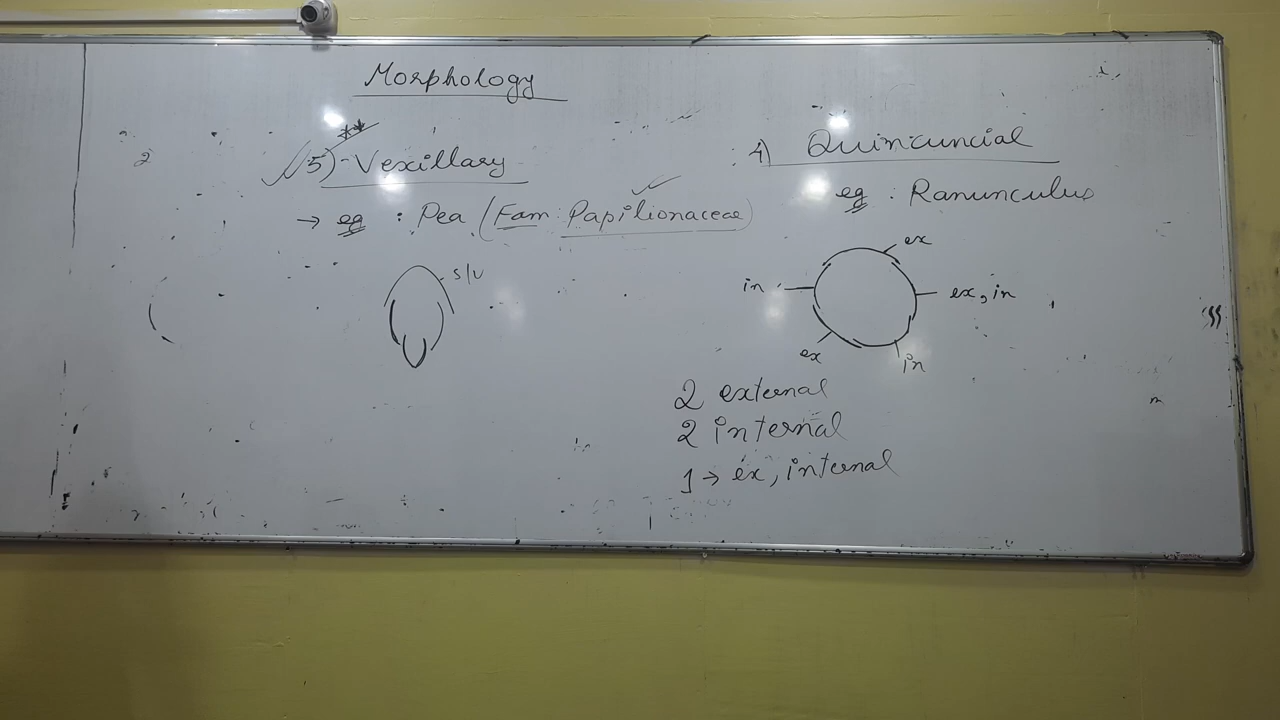 Morphology
5) Vexillary
→ eg : Pea (Fam : Papilionaceae)
S/V
4) Quincuncial
eg : Ranunculus
ex
in
ex, in
ex
in
2 external
2 internal
1 → ex, internal